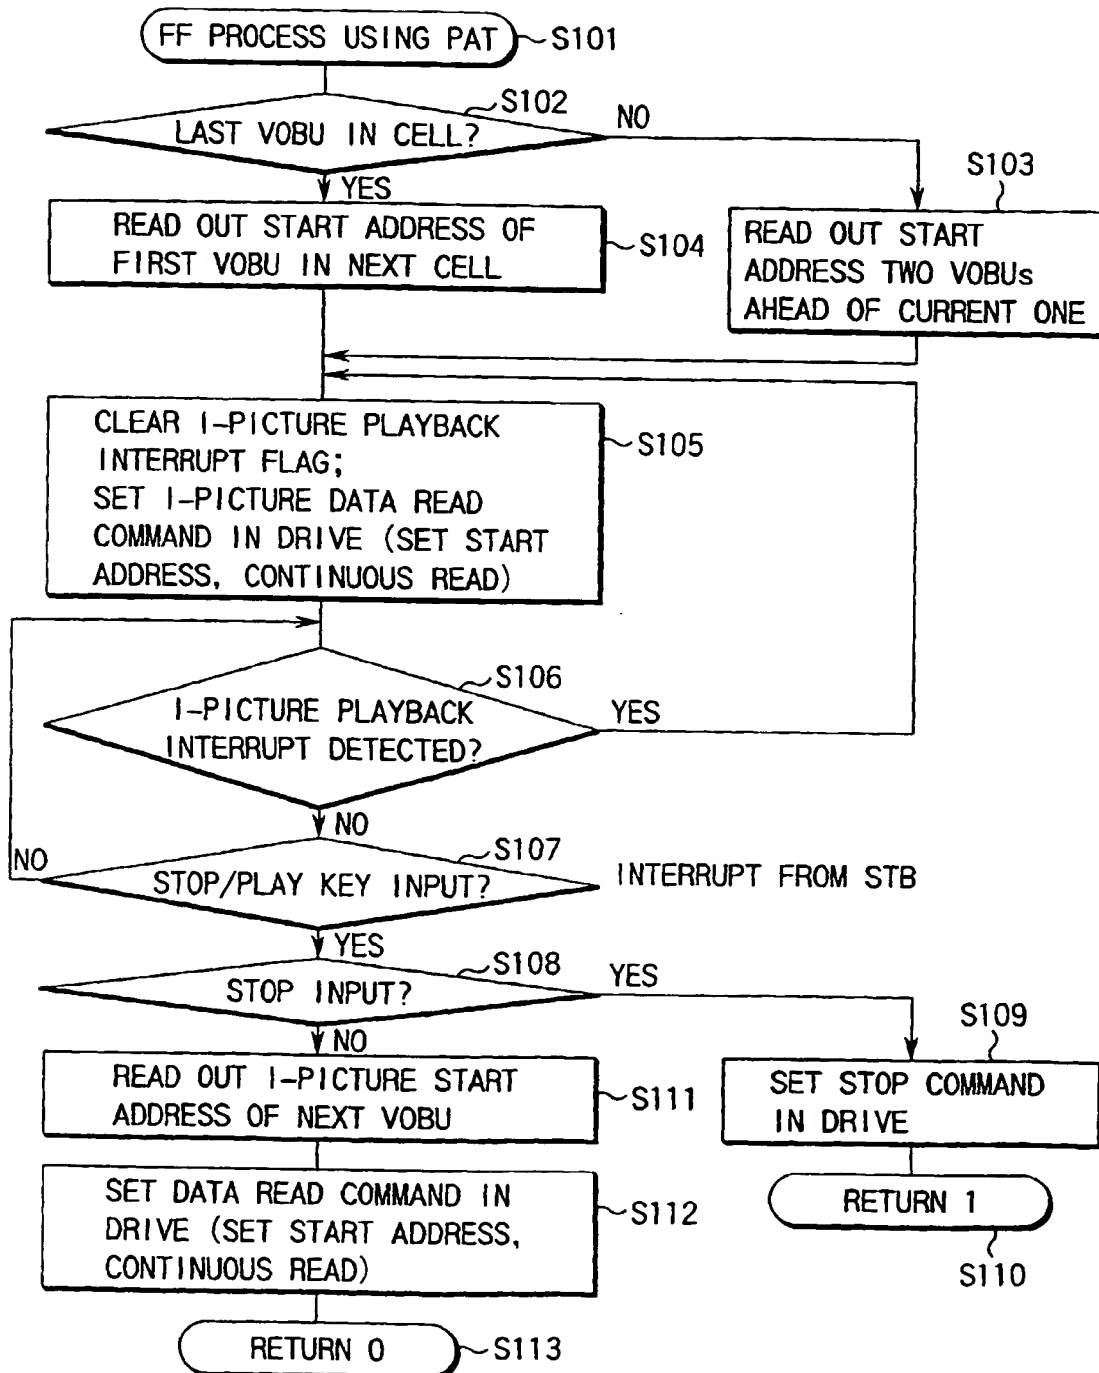 FF PROCESS USING PAT
S101
S102
LAST VOBU IN CELL?
NO
YES
S103
READ OUT START ADDRESS OF
FIRST VOBU IN NEXT CELL
S104
READ OUT START
ADDRESS TWO VOBUs
AHEAD OF CURRENT ONE
CLEAR I-PICTURE PLAYBACK
INTERRUPT FLAG;
SET I-PICTURE DATA READ
COMMAND IN DRIVE (SET START
ADDRESS, CONTINUOUS READ)
S105
S106
I-PICTURE PLAYBACK
INTERRUPT DETECTED?
YES
NO
S107
NO
STOP/PLAY KEY INPUT?
INTERRUPT FROM STB
YES
S108
STOP INPUT?
YES
NO
S109
READ OUT I-PICTURE START
ADDRESS OF NEXT VOBU
S111
SET STOP COMMAND
IN DRIVE
SET DATA READ COMMAND IN
DRIVE (SET START ADDRESS,
CONTINUOUS READ)
S112
RETURN 1
S110
RETURN 0
S113